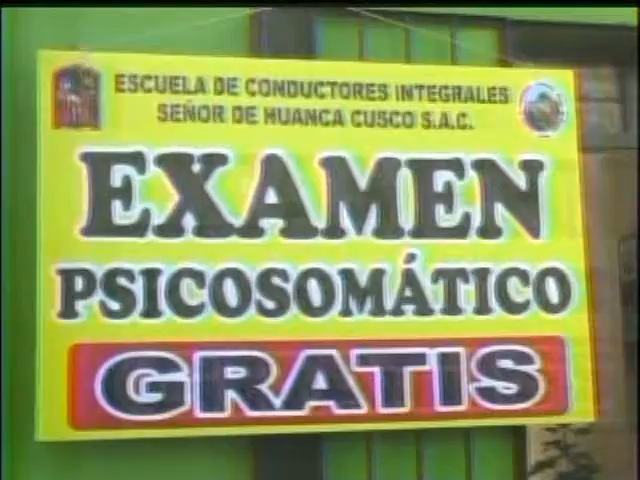 ESCUELA DE CONDUCTORES INTEGRALES
SEÑOR DE HUANCA CUSCO S.A.C.
EXAMEN
PSICOSOMÁTICO
GRATIS